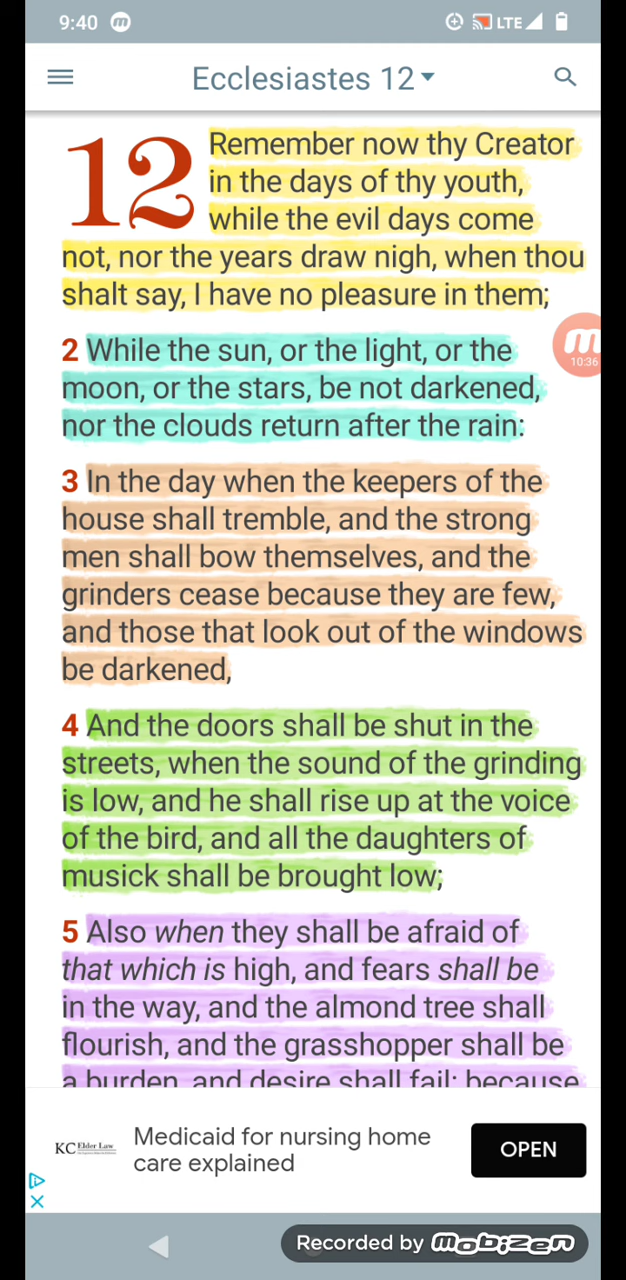 9:40 m LTE
Ecclesiastes 12
12 Remember now thy Creator
in the days of thy youth,
while the evil days come
not, nor the years draw nigh, when thou
shalt say, I have no pleasure in them;
2 While the sun, or the light, or the
moon, or the stars, be not darkened,
nor the clouds return after the rain:
m
10:36
3 In the day when the keepers of the
house shall tremble, and the strong
men shall bow themselves, and the
grinders cease because they are few,
and those that look out of the windows
be darkened,
4 And the doors shall be shut in the
streets, when the sound of the grinding
is low, and he shall rise up at the voice
of the bird, and all the daughters of
musick shall be brought low;
5 Also when they shall be afraid of
that which is high, and fears shall be
in the way, and the almond tree shall
flourish, and the grasshopper shall be
a burden, and desire shall fail: because
KC Elder Law
Medicaid for nursing home
care explained
OPEN
Recorded by mobizen